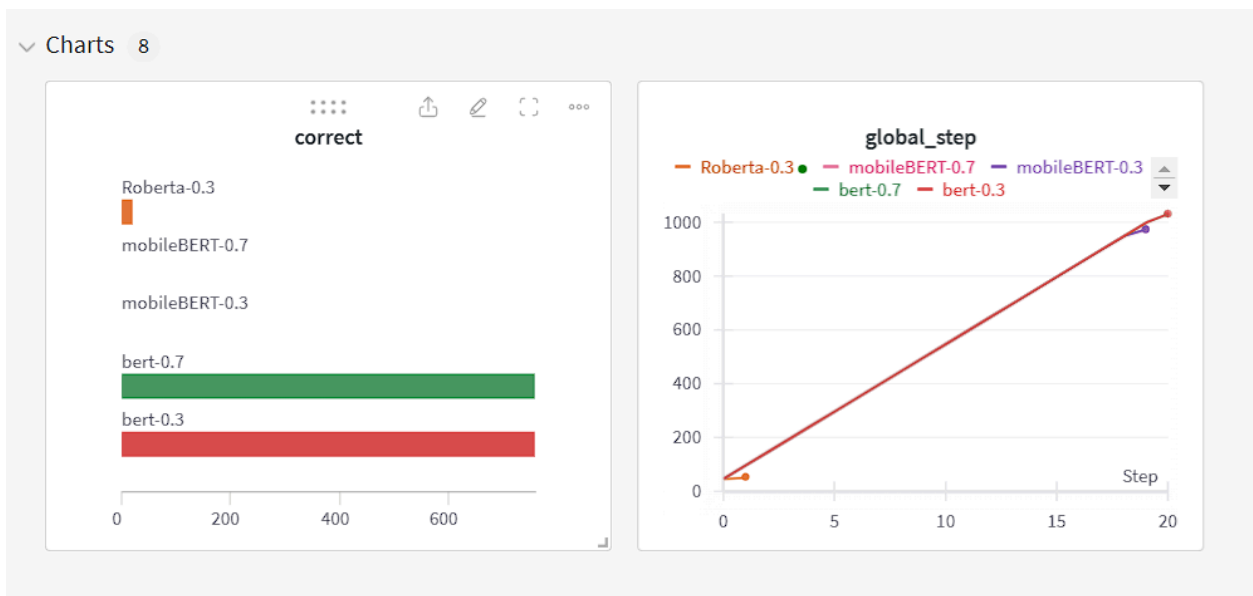 Charts 8
correct
Roberta-0.3
mobileBERT-0.7
mobileBERT-0.3
bert-0.7
bert-0.3
0 200 400 600
global_step
Roberta-0.3 mobileBERT-0.7 mobileBERT-0.3
bert-0.7 bert-0.3
1000
800
600
400
200
0
Step
0 5 10 15 20